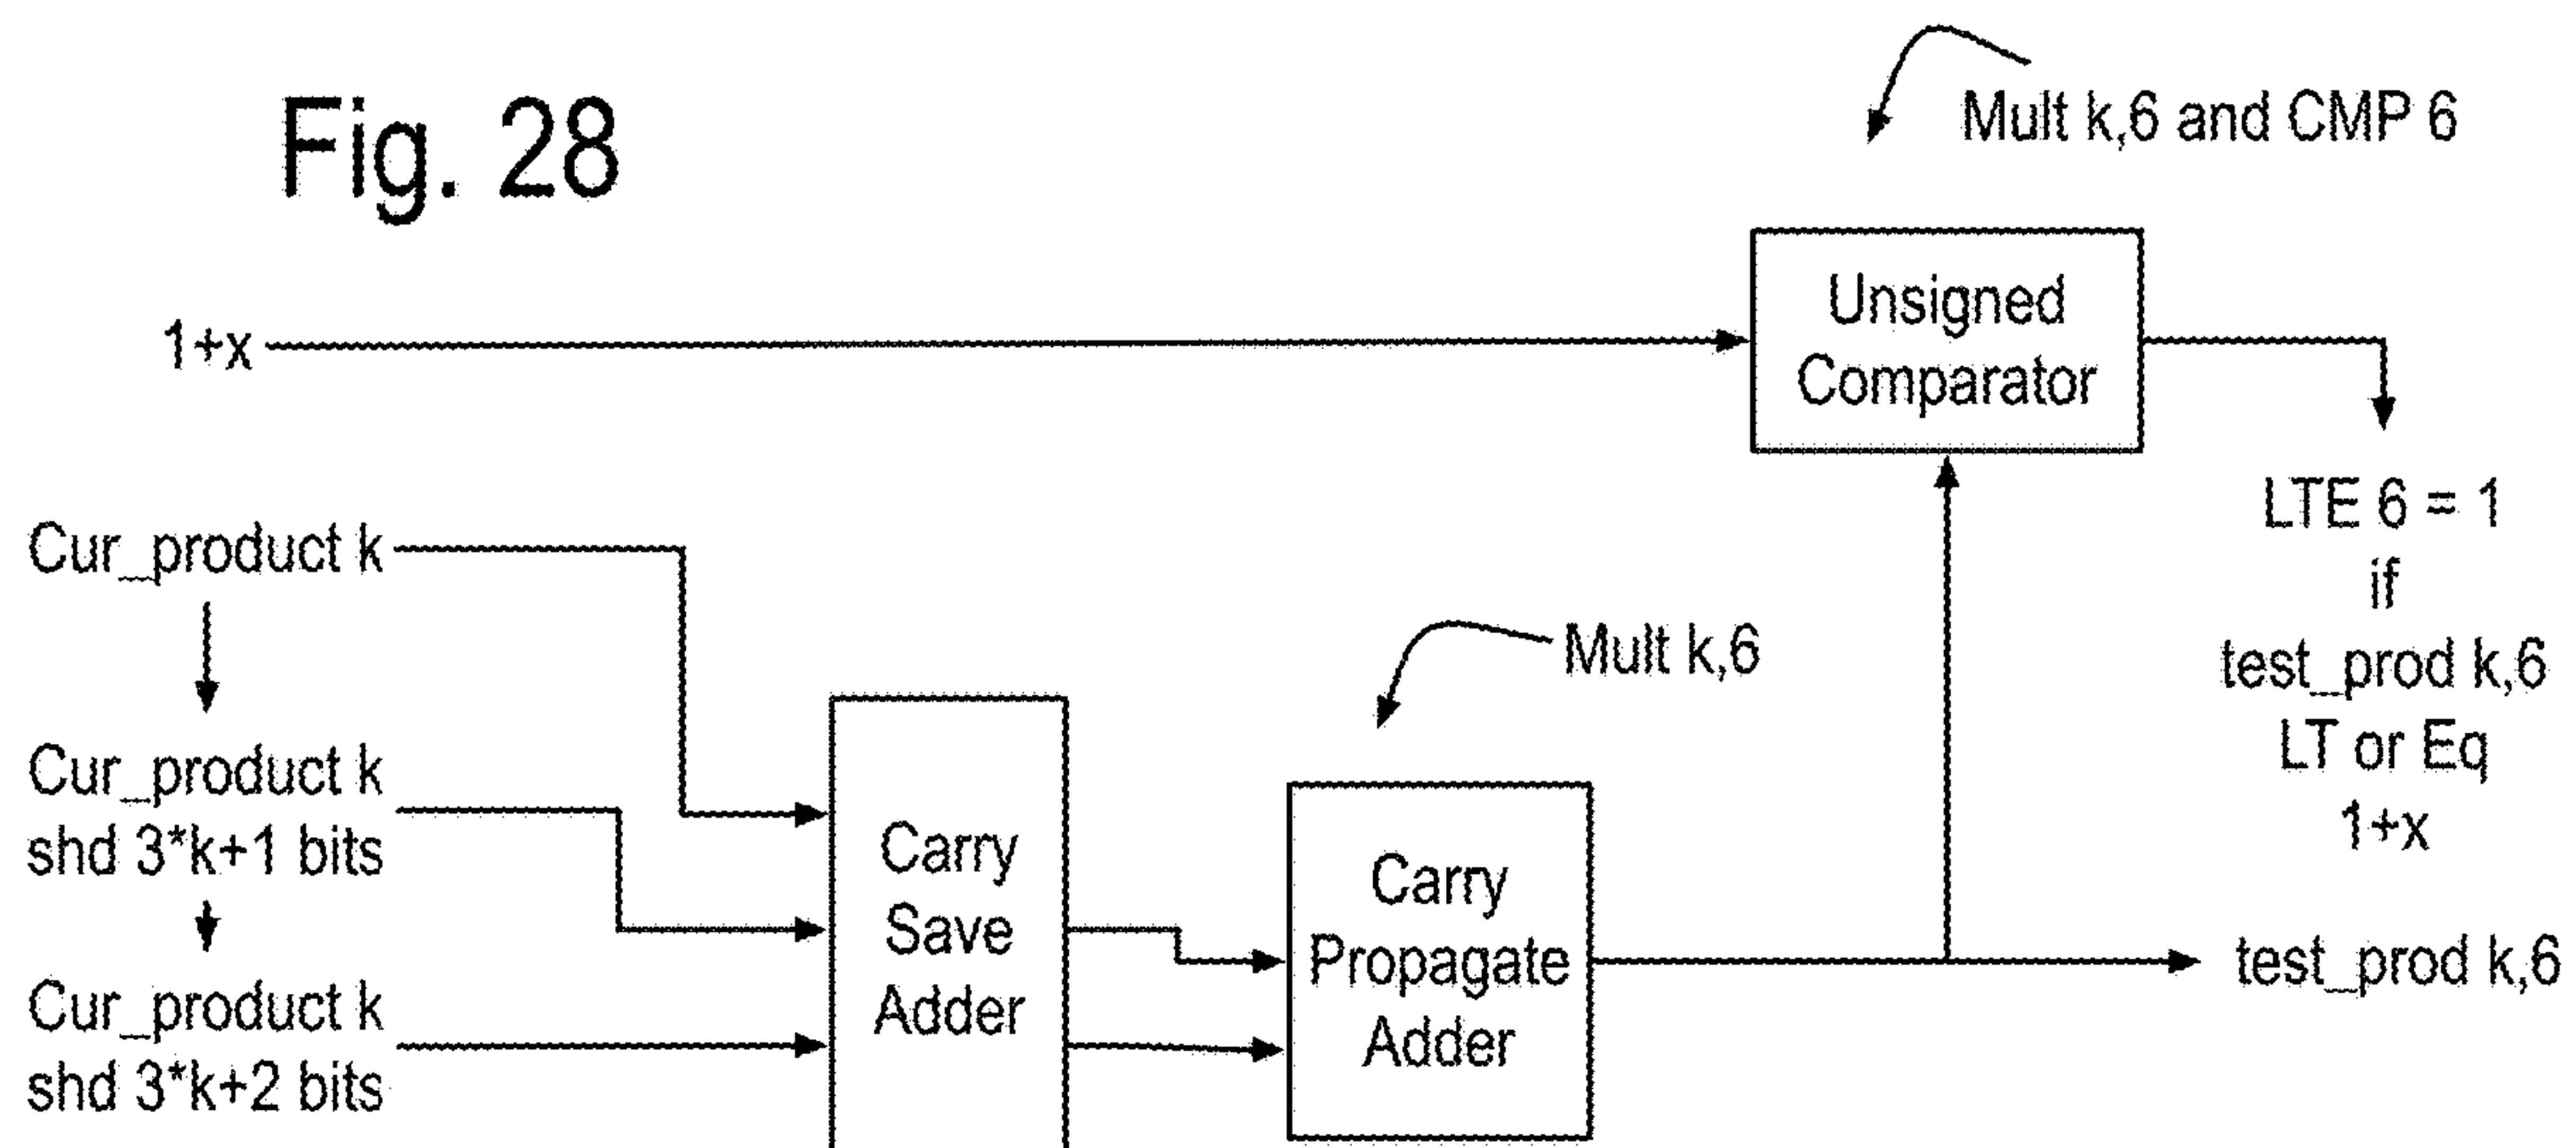 Fig. 28
Mult k,6 and CMP 6
Unsigned
Comparator
1+x
LTE 6 = 1
if
test_prod k,6
LT or Eq
1+x
Cur_product k
Mult k,6
Cur_product k
shd 3*k+1 bits
Carry
Save
Adder
Carry
Propagate
Adder
test_prod k,6
Cur_product k
shd 3*k+2 bits